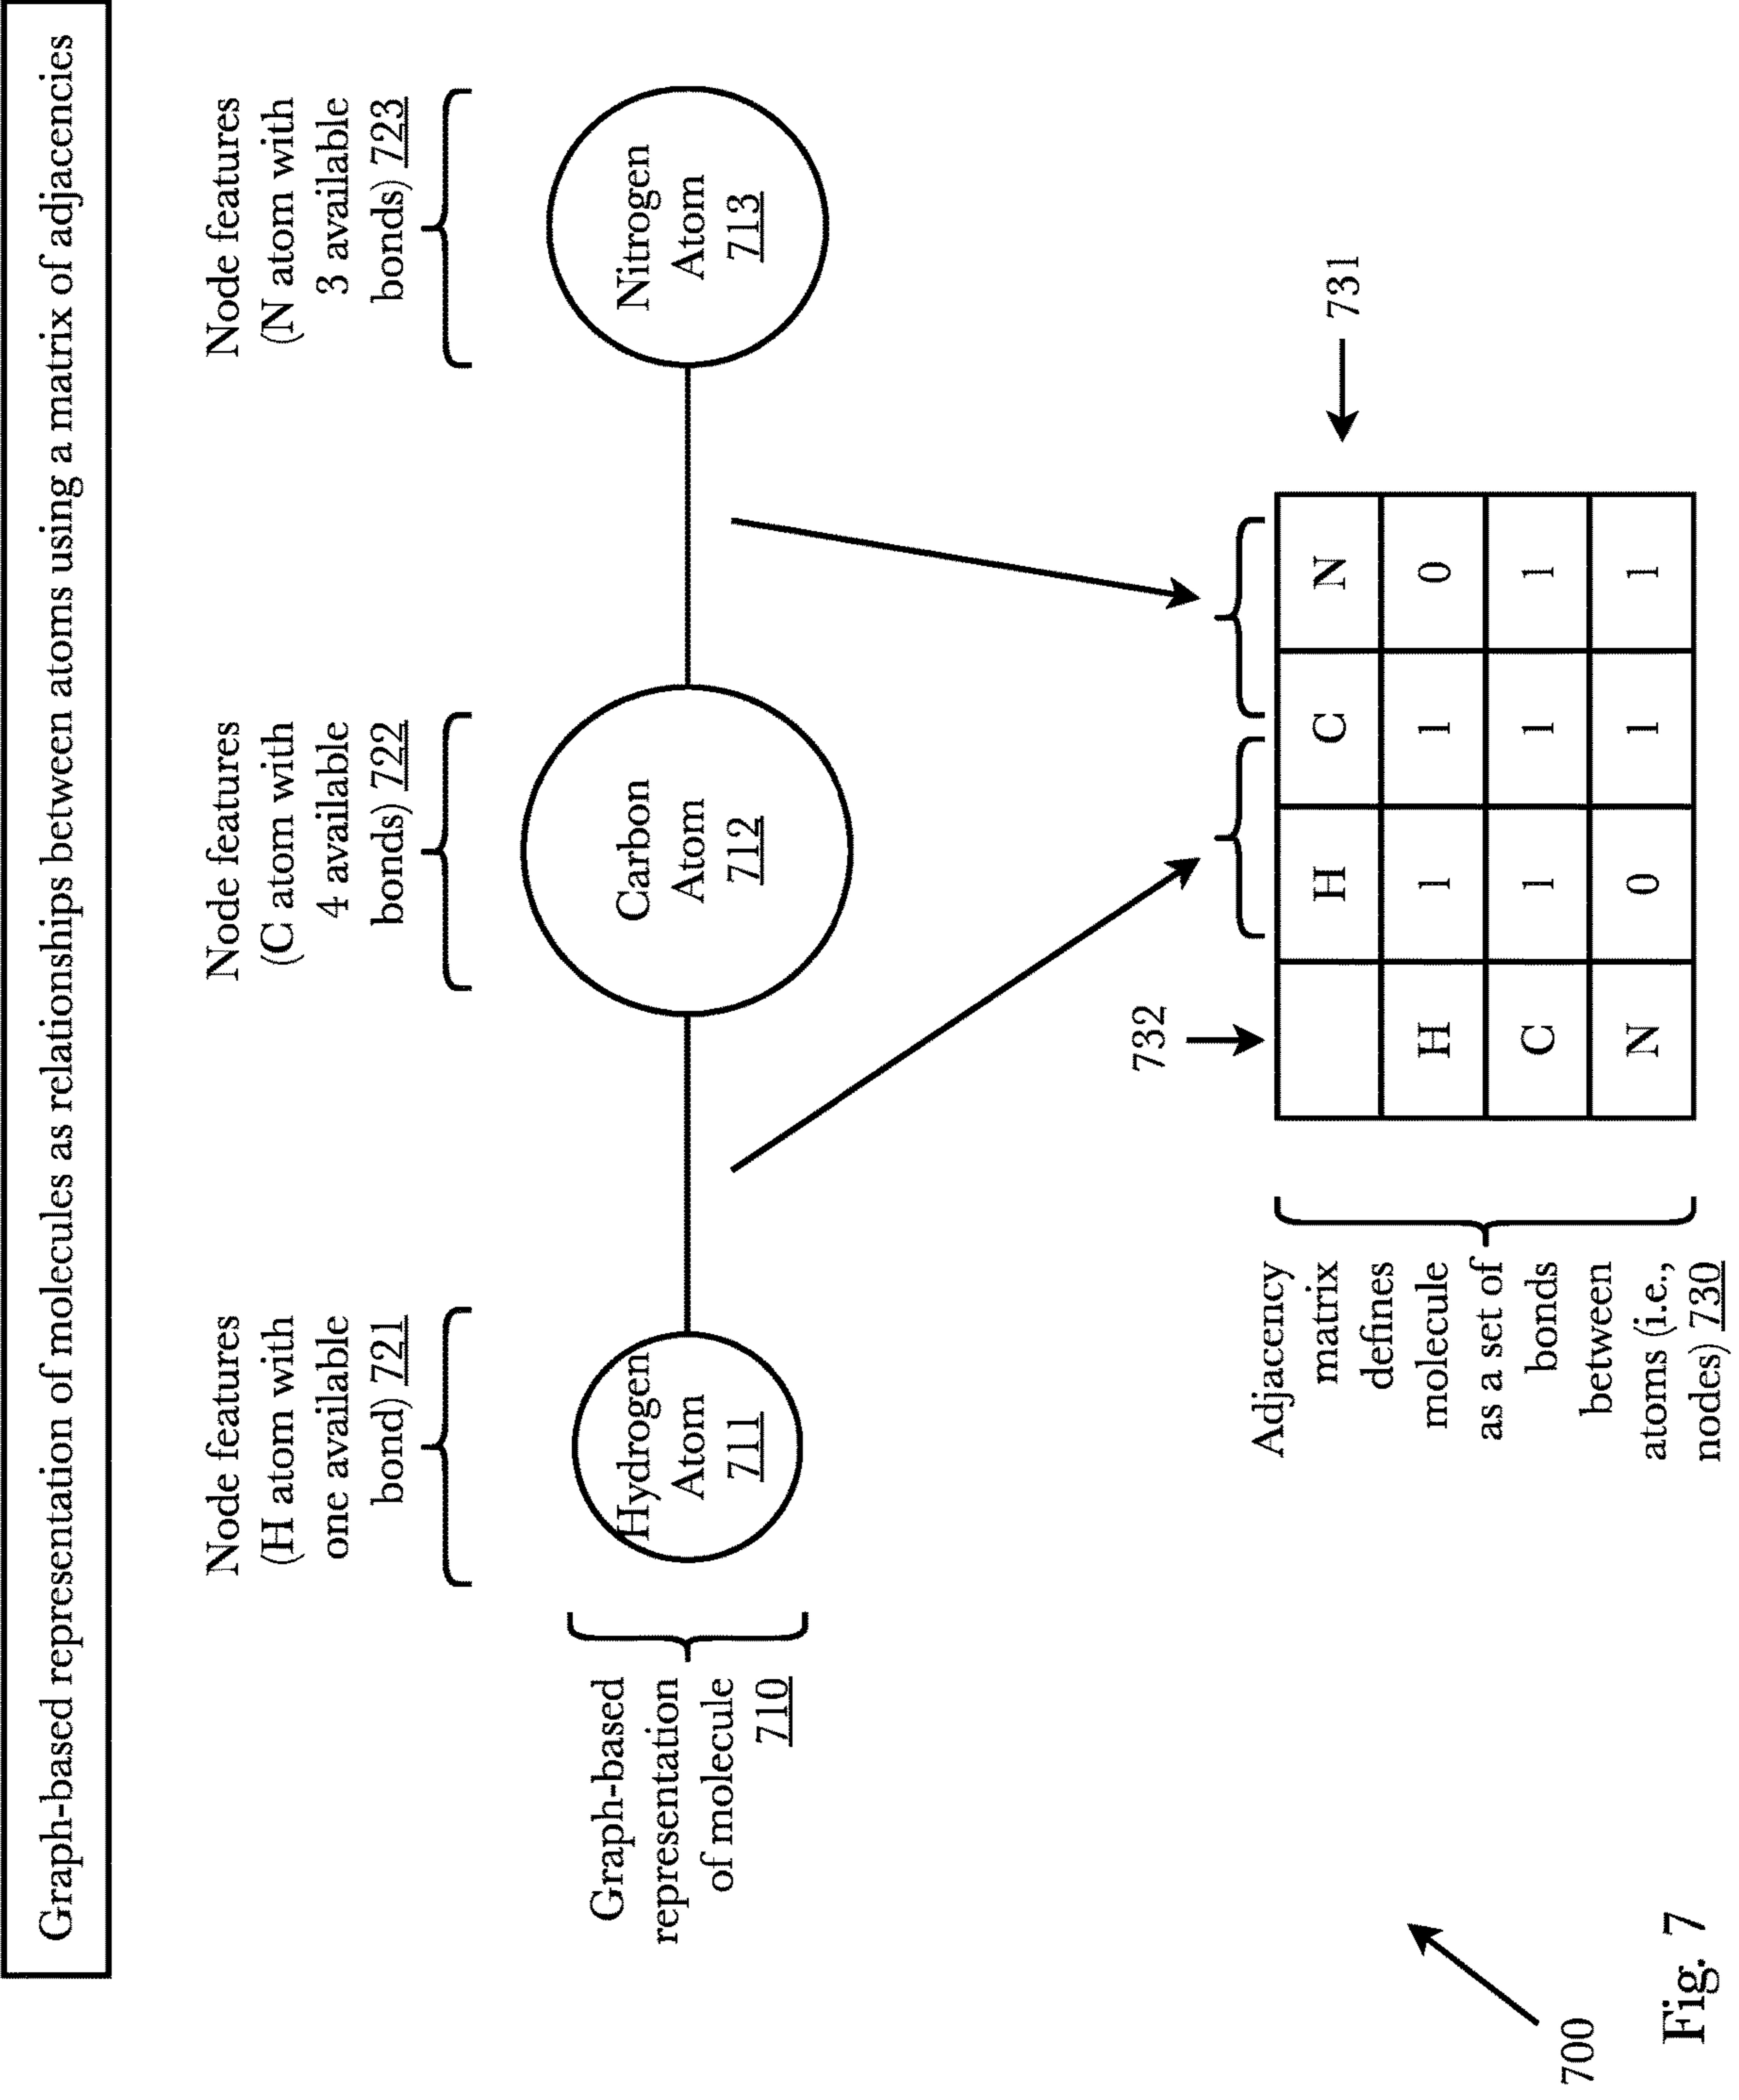 Graph-based representation of molecules as relationships between atoms using a matrix of adjacencies
Node features
(H atom with
one available
bond) 721
Node features
(C atom with
4 available
bonds) 722
Node features
(N atom with
3 available
bonds) 723
Graph-based
representation
of molecule
710
Hydrogen
Atom
711
Carbon
Atom
712
Nitrogen
Atom
713
732
731
Adjacency
matrix
defines
molecule
as a set of
bonds
between
atoms (i.e.,
nodes) 730
H C N
H 1 1 0
C 1 1 1
N 0 1 1
700
Fig. 7